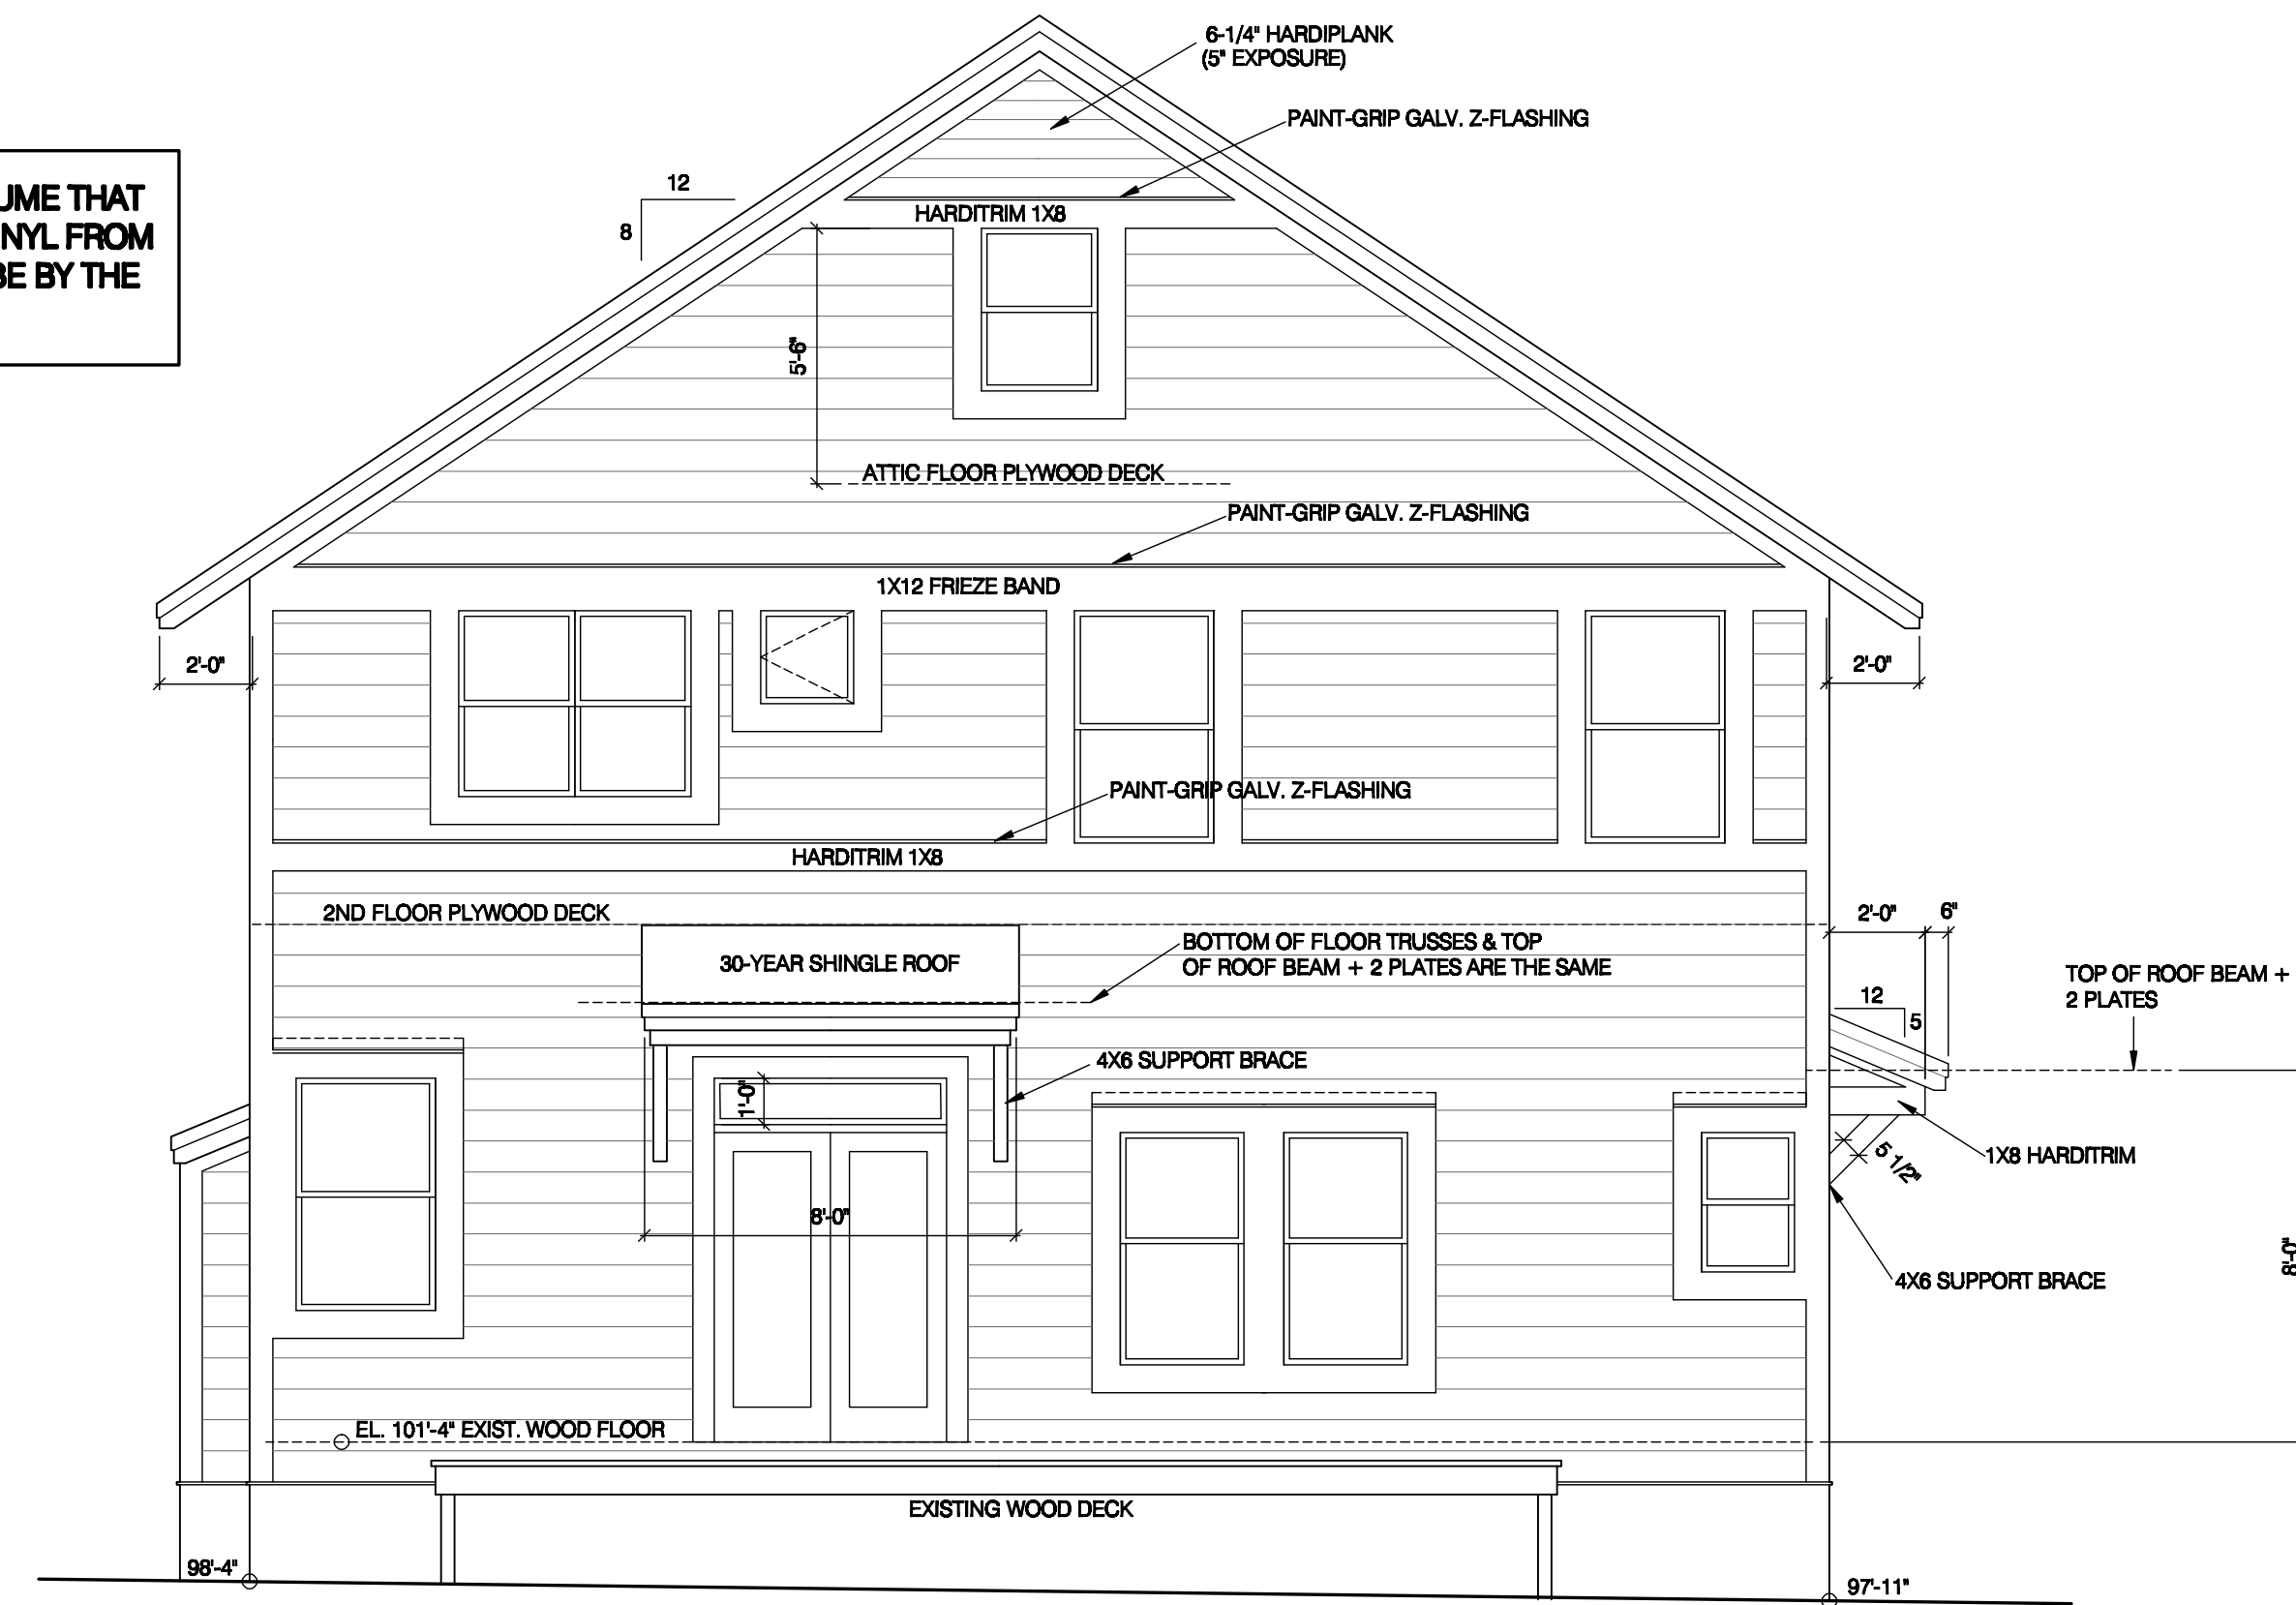 6-1/4" HARDIPLANK
(5" EXPOSURE)
PAINT-GRIP GALV. Z-FLASHING
UME THAT
NYL FROM
BE BY THE
12
8
HARDITRIM 1X8
5'-6"
ATTIC FLOOR PLYWOOD DECK
PAINT-GRIP GALV. Z-FLASHING
1X12 FRIEZE BAND
2'-0"
2'-0"
PAINT-GRIP GALV. Z-FLASHING
HARDITRIM 1X8
2ND FLOOR PLYWOOD DECK
2'-0"
6"
30-YEAR SHINGLE ROOF
BOTTOM OF FLOOR TRUSSES & TOP
OF ROOF BEAM + 2 PLATES ARE THE SAME
TOP OF ROOF BEAM +
2 PLATES
12
5
4X6 SUPPORT BRACE
1'-0"
5 1/2"
1X8 HARDITRIM
8'-0"
4X6 SUPPORT BRACE
8'-0"
EL. 101'-4" EXIST. WOOD FLOOR
EXISTING WOOD DECK
98'-4"
97'-11"